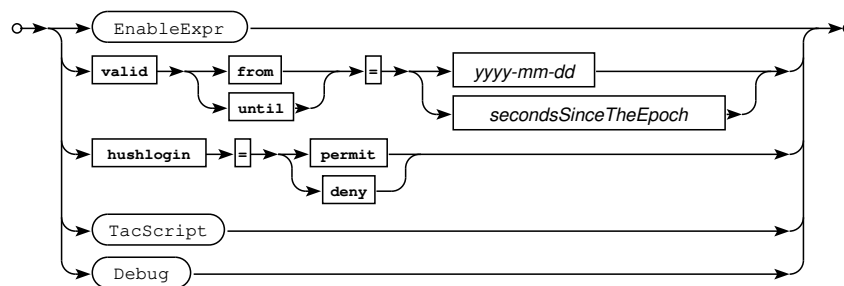 EnableExpr
valid from = yyyy-mm-dd
until secondsSinceTheEpoch
hushlogin = permit
deny
TacScript
Debug